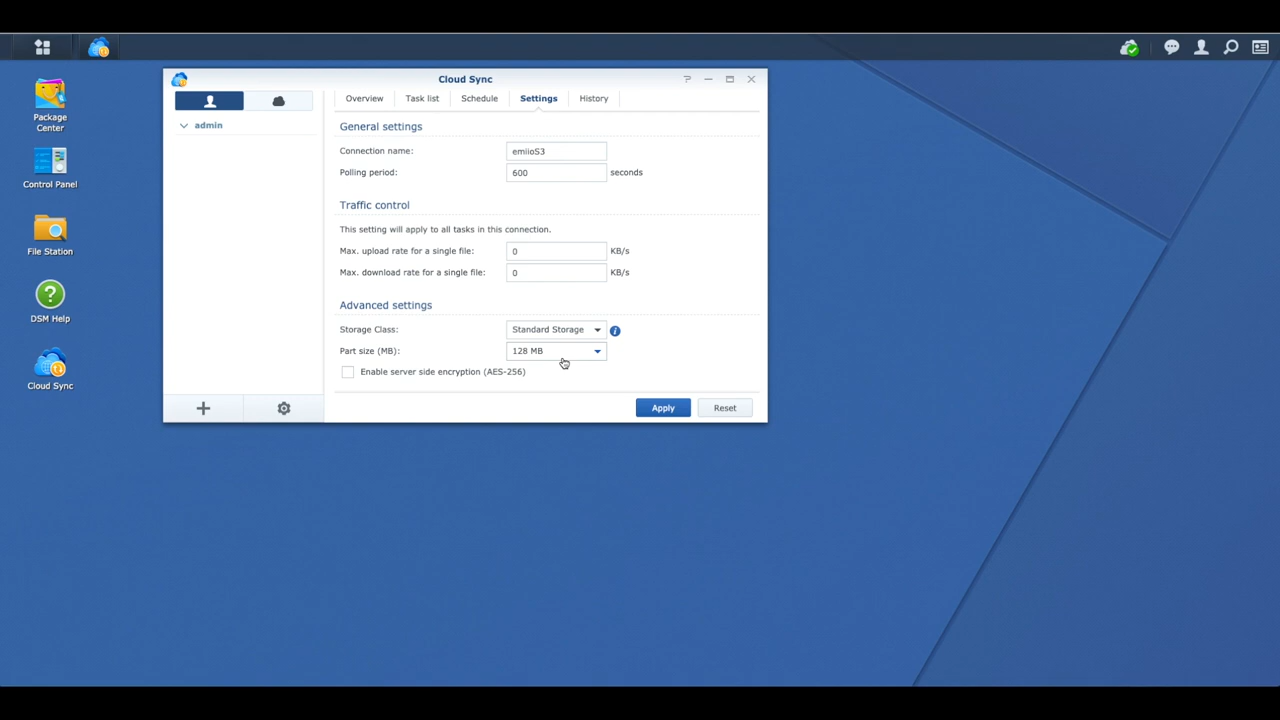 Cloud Sync
Overview
Task list
Schedule
Settings
History
admin
General settings
Connection name:
emiioS3
Polling period:
600
seconds
Traffic control
This setting will apply to all tasks in this connection.
Max. upload rate for a single file:
0
KB/s
Max. download rate for a single file:
0
KB/s
Advanced settings
Storage Class:
Standard Storage
Part size (MB):
128 MB
Enable server side encryption (AES-256)
Apply
Reset
Package
Center
Control Panel
File Station
DSM Help
Cloud Sync